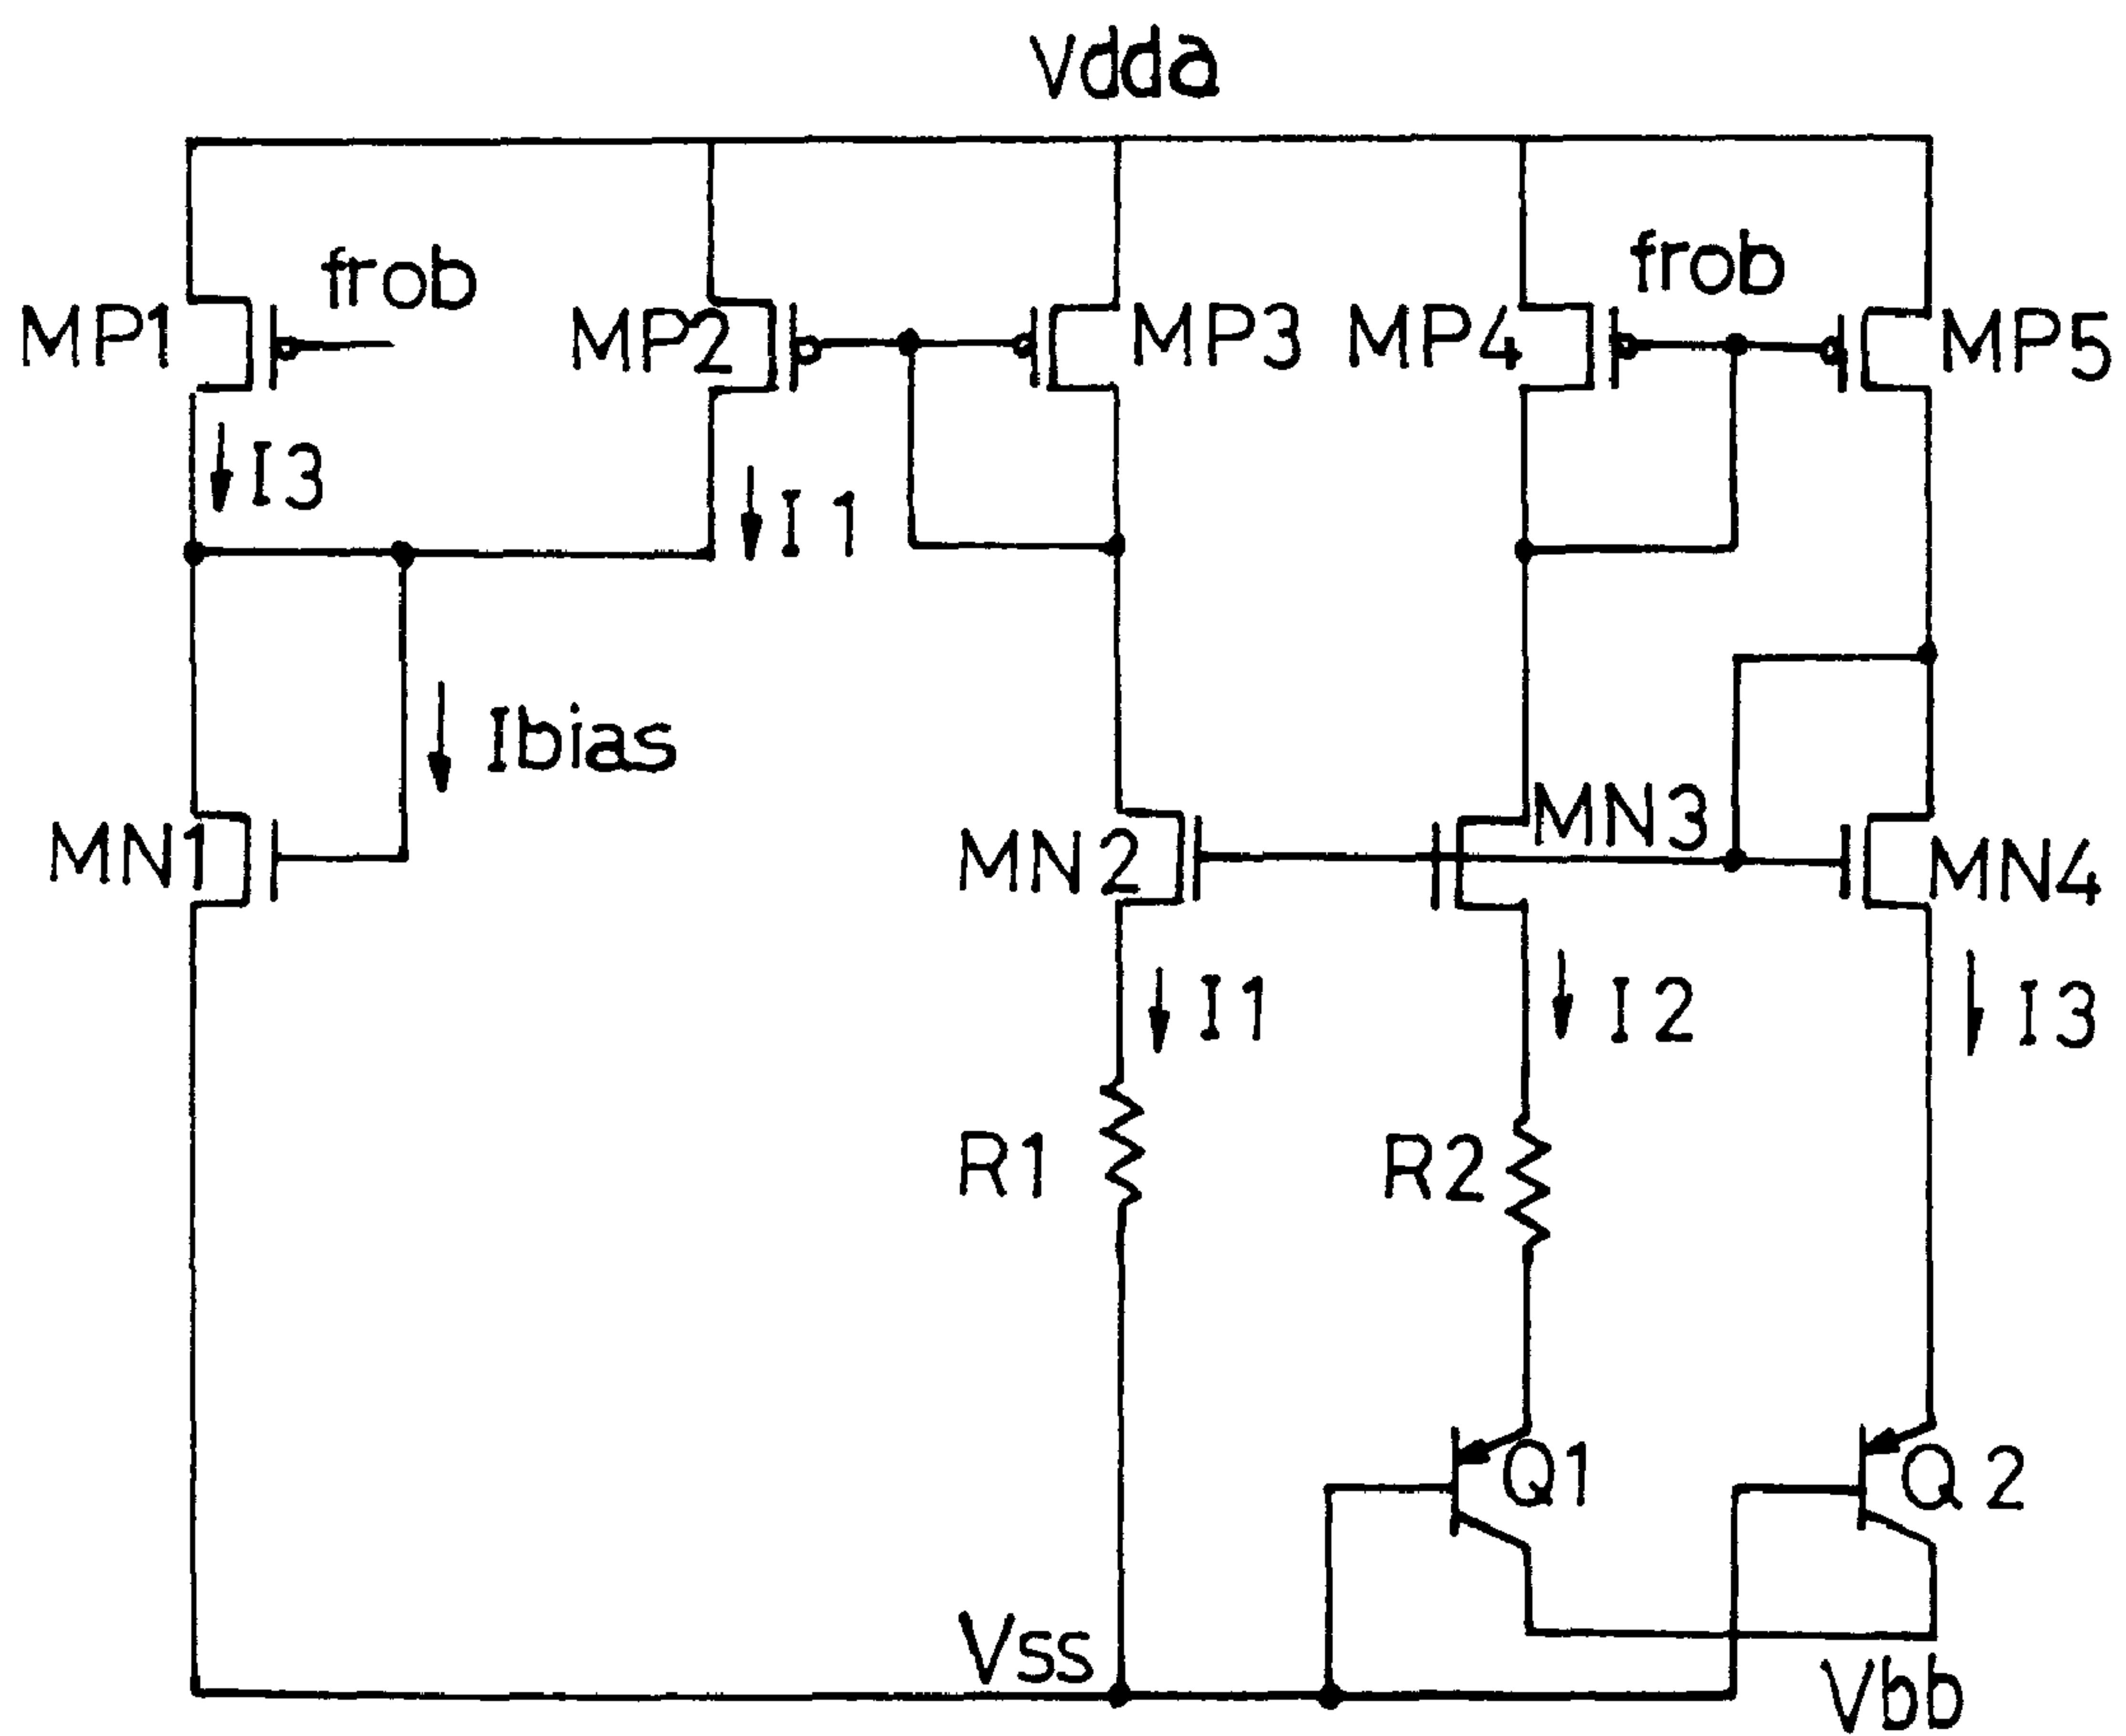 Vdda
MP1
frob
MP2
MP3
MP4
frob
MP5
I3
I1
Ibias
MN1
MN2
MN3
MN4
I1
I2
I3
R1
R2
Q1
Q2
Vss
Vbb